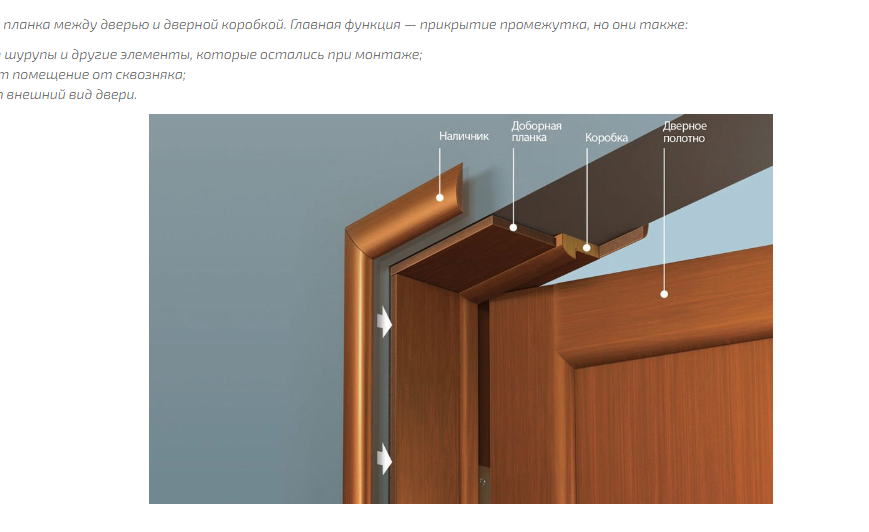 планка между дверью и дверной коробкой. Главная функция — прикрытие промежутка, но они также:
шурупы и другие элементы, которые остались при монтаже;
помещение от сквозняка;
внешний вид двери.
Наличник
Доборная
планка
Коробка
Дверное
полотно